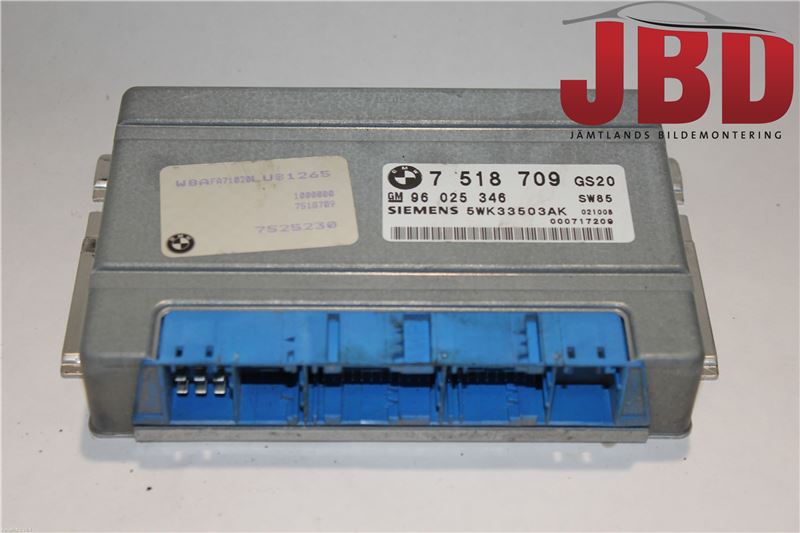 JBD
JÄMTLANDS BILDEMONTERING
WBAFA71020LU81265
1000000
7518709
7525230
BMW 7 518 709 GS20
GM 96 025 346 SW85
SIEMENS 5WK33503AK 021008
000717209